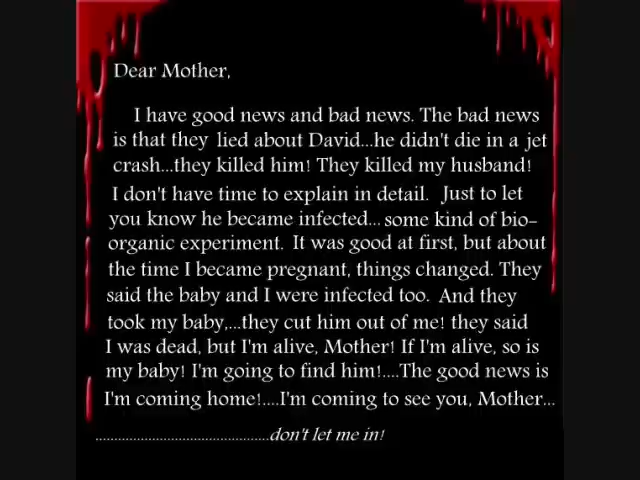 Dear Mother,
I have good news and bad news. The bad news
is that they lied about David...he didn't die in a jet
crash...they killed him! They killed my husband!
I don't have time to explain in detail. Just to let
you know he became infected... some kind of bio-
organic experiment. It was good at first, but about
the time I became pregnant, things changed. They
said the baby and I were infected too. And they
took my baby,...they cut him out of me! they said
I was dead, but I'm alive, Mother! If I'm alive, so is
my baby! I'm going to find him!....The good news is
I'm coming home!....I'm coming to see you, Mother...
..............................................don't let me in!